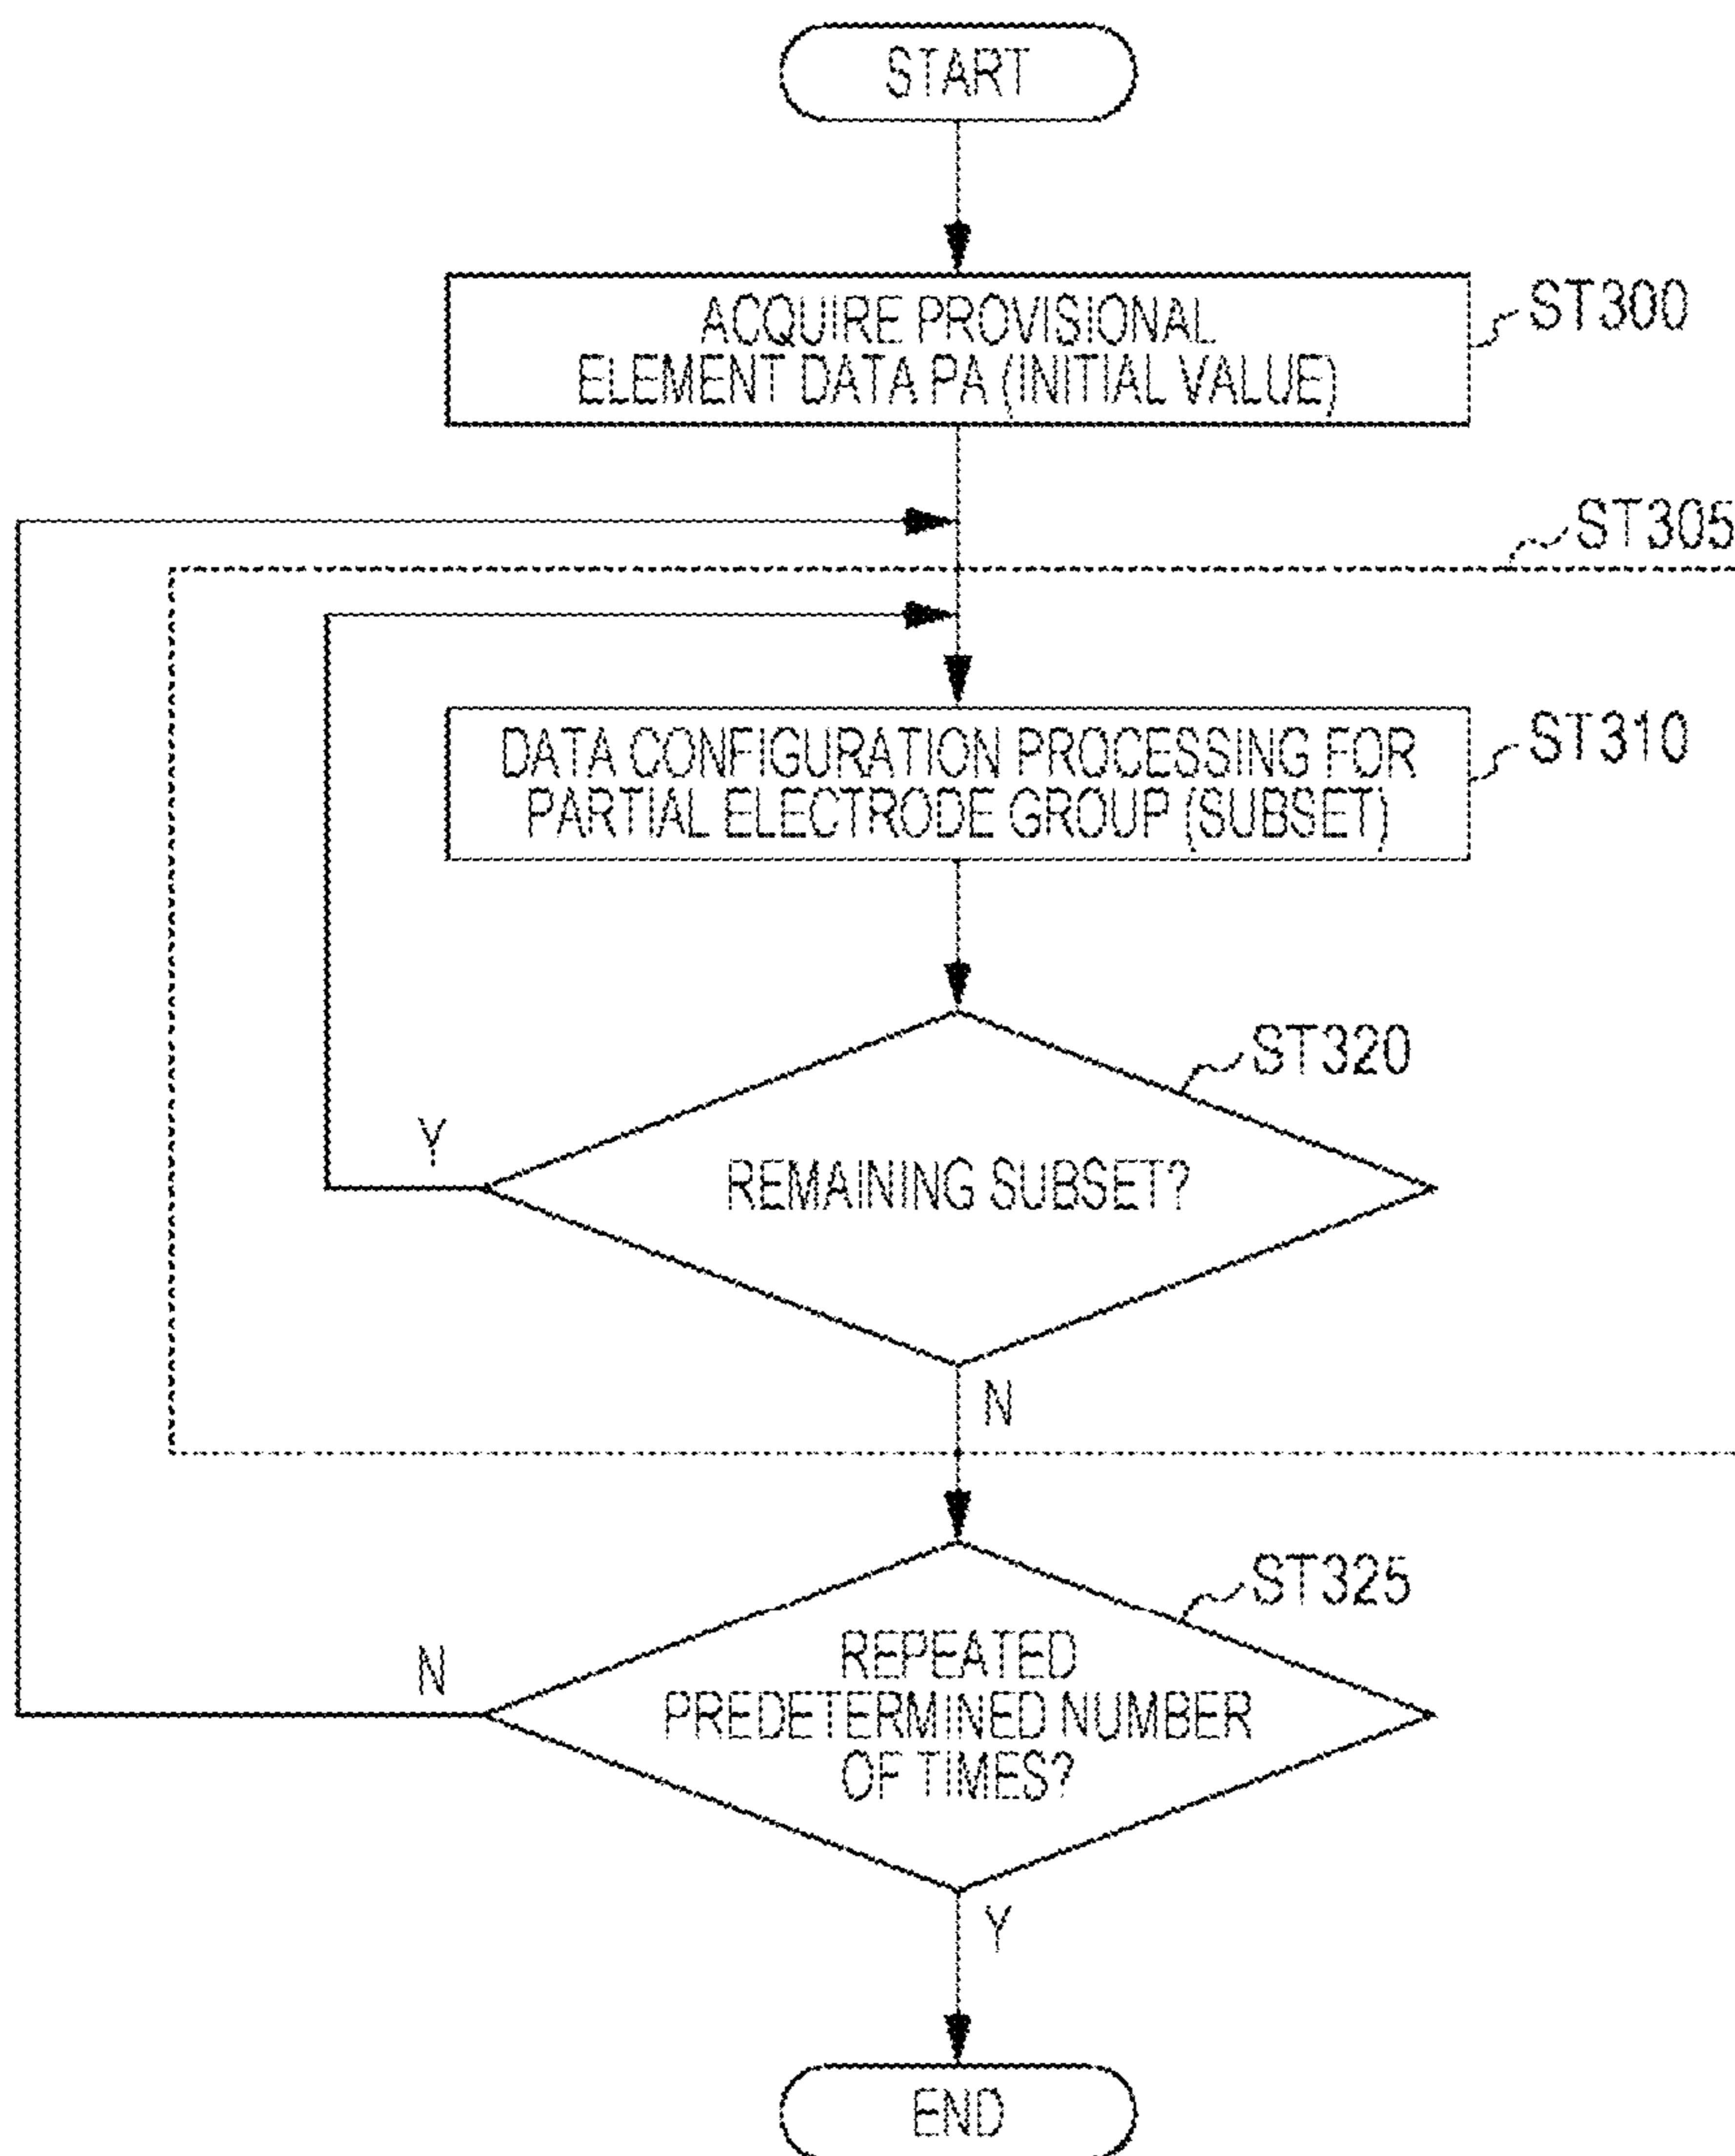 START
ACQUIRE PROVISIONAL
ELEMENT DATA PA (INITIAL VALUE)
ST300
ST305
DATA CONFIGURATION PROCESSING FOR
PARTIAL ELECTRODE GROUP (SUBSET)
ST310
ST320
Y
REMAINING SUBSET?
N
ST325
N
REPEATED
PREDETERMINED NUMBER
OF TIMES?
Y
END